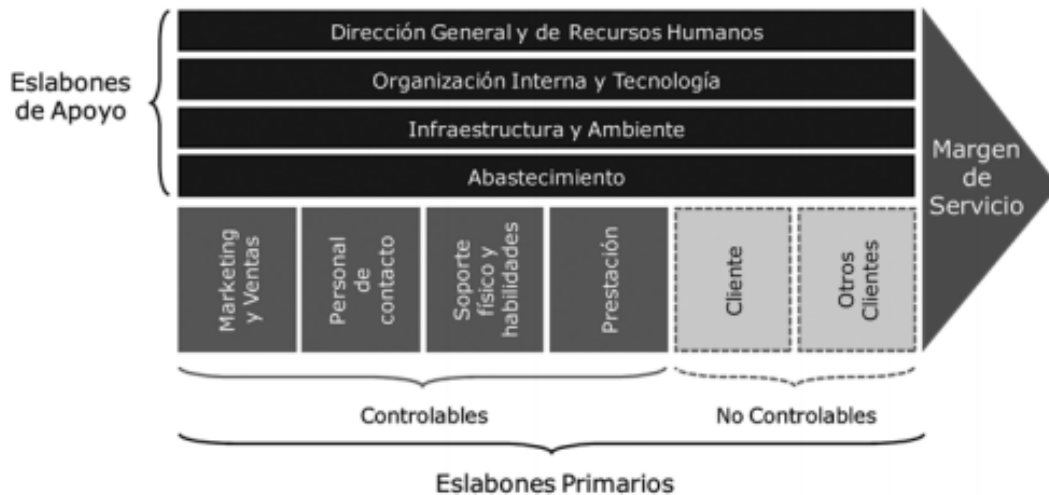 Eslabones
de Apoyo
Dirección General y de Recursos Humanos
Organización Interna y Tecnología
Infraestructura y Ambiente
Abastecimiento
Marketing
y Ventas
Personal
de
contacto
Soporte
físico y
habilidades
Prestación
Cliente
Otros
Clientes
Margen
de
Servicio
Controlables
No Controlables
Eslabones Primarios